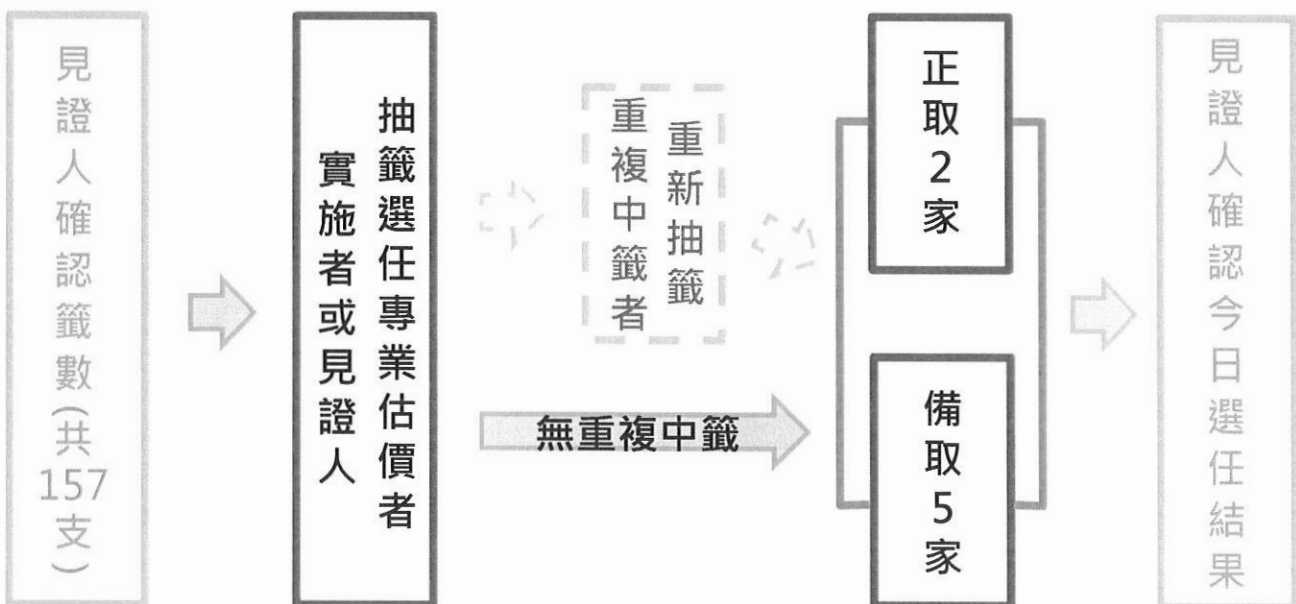 見證人確認籤數(共157支)
實施者或見證人
抽籤選任專業估價者
重複中籤者
重新抽籤
無重複中籤
正取2家
備取5家
見證人確認今日選任結果